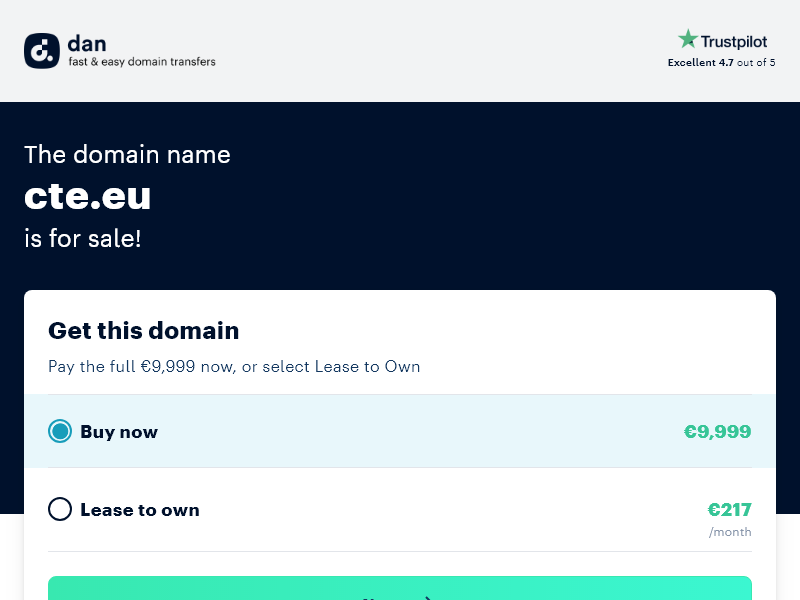 dan
fast & easy domain transfers
Trustpilot
Excellent 4.7 out of 5
The domain name
cte.eu
is for sale!
Get this domain
Pay the full €9,999 now, or select Lease to Own
Buy now
€9,999
Lease to own
€217
/month